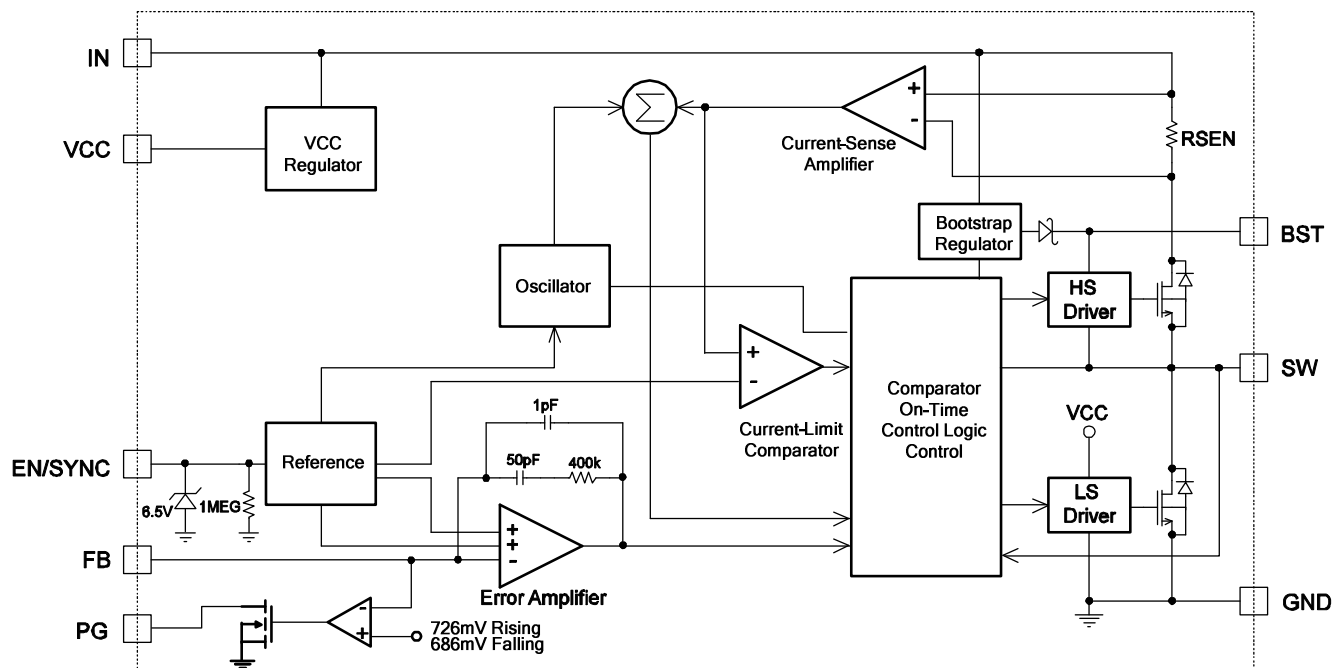 IN
VCC
VCC
Regulator
Σ
+
-
Current-Sense
Amplifier
RSEN
Bootstrap
Regulator
BST
Oscillator
HS
Driver
+
-
Current-Limit
Comparator
Comparator
On-Time
Control Logic
Control
SW
VCC
LS
Driver
1pF
50pF
400k
EN/SYNC
Reference
6.5V
1MEG
FB
+
+
-
Error Amplifier
GND
PG
-
+
726mV Rising
686mV Falling